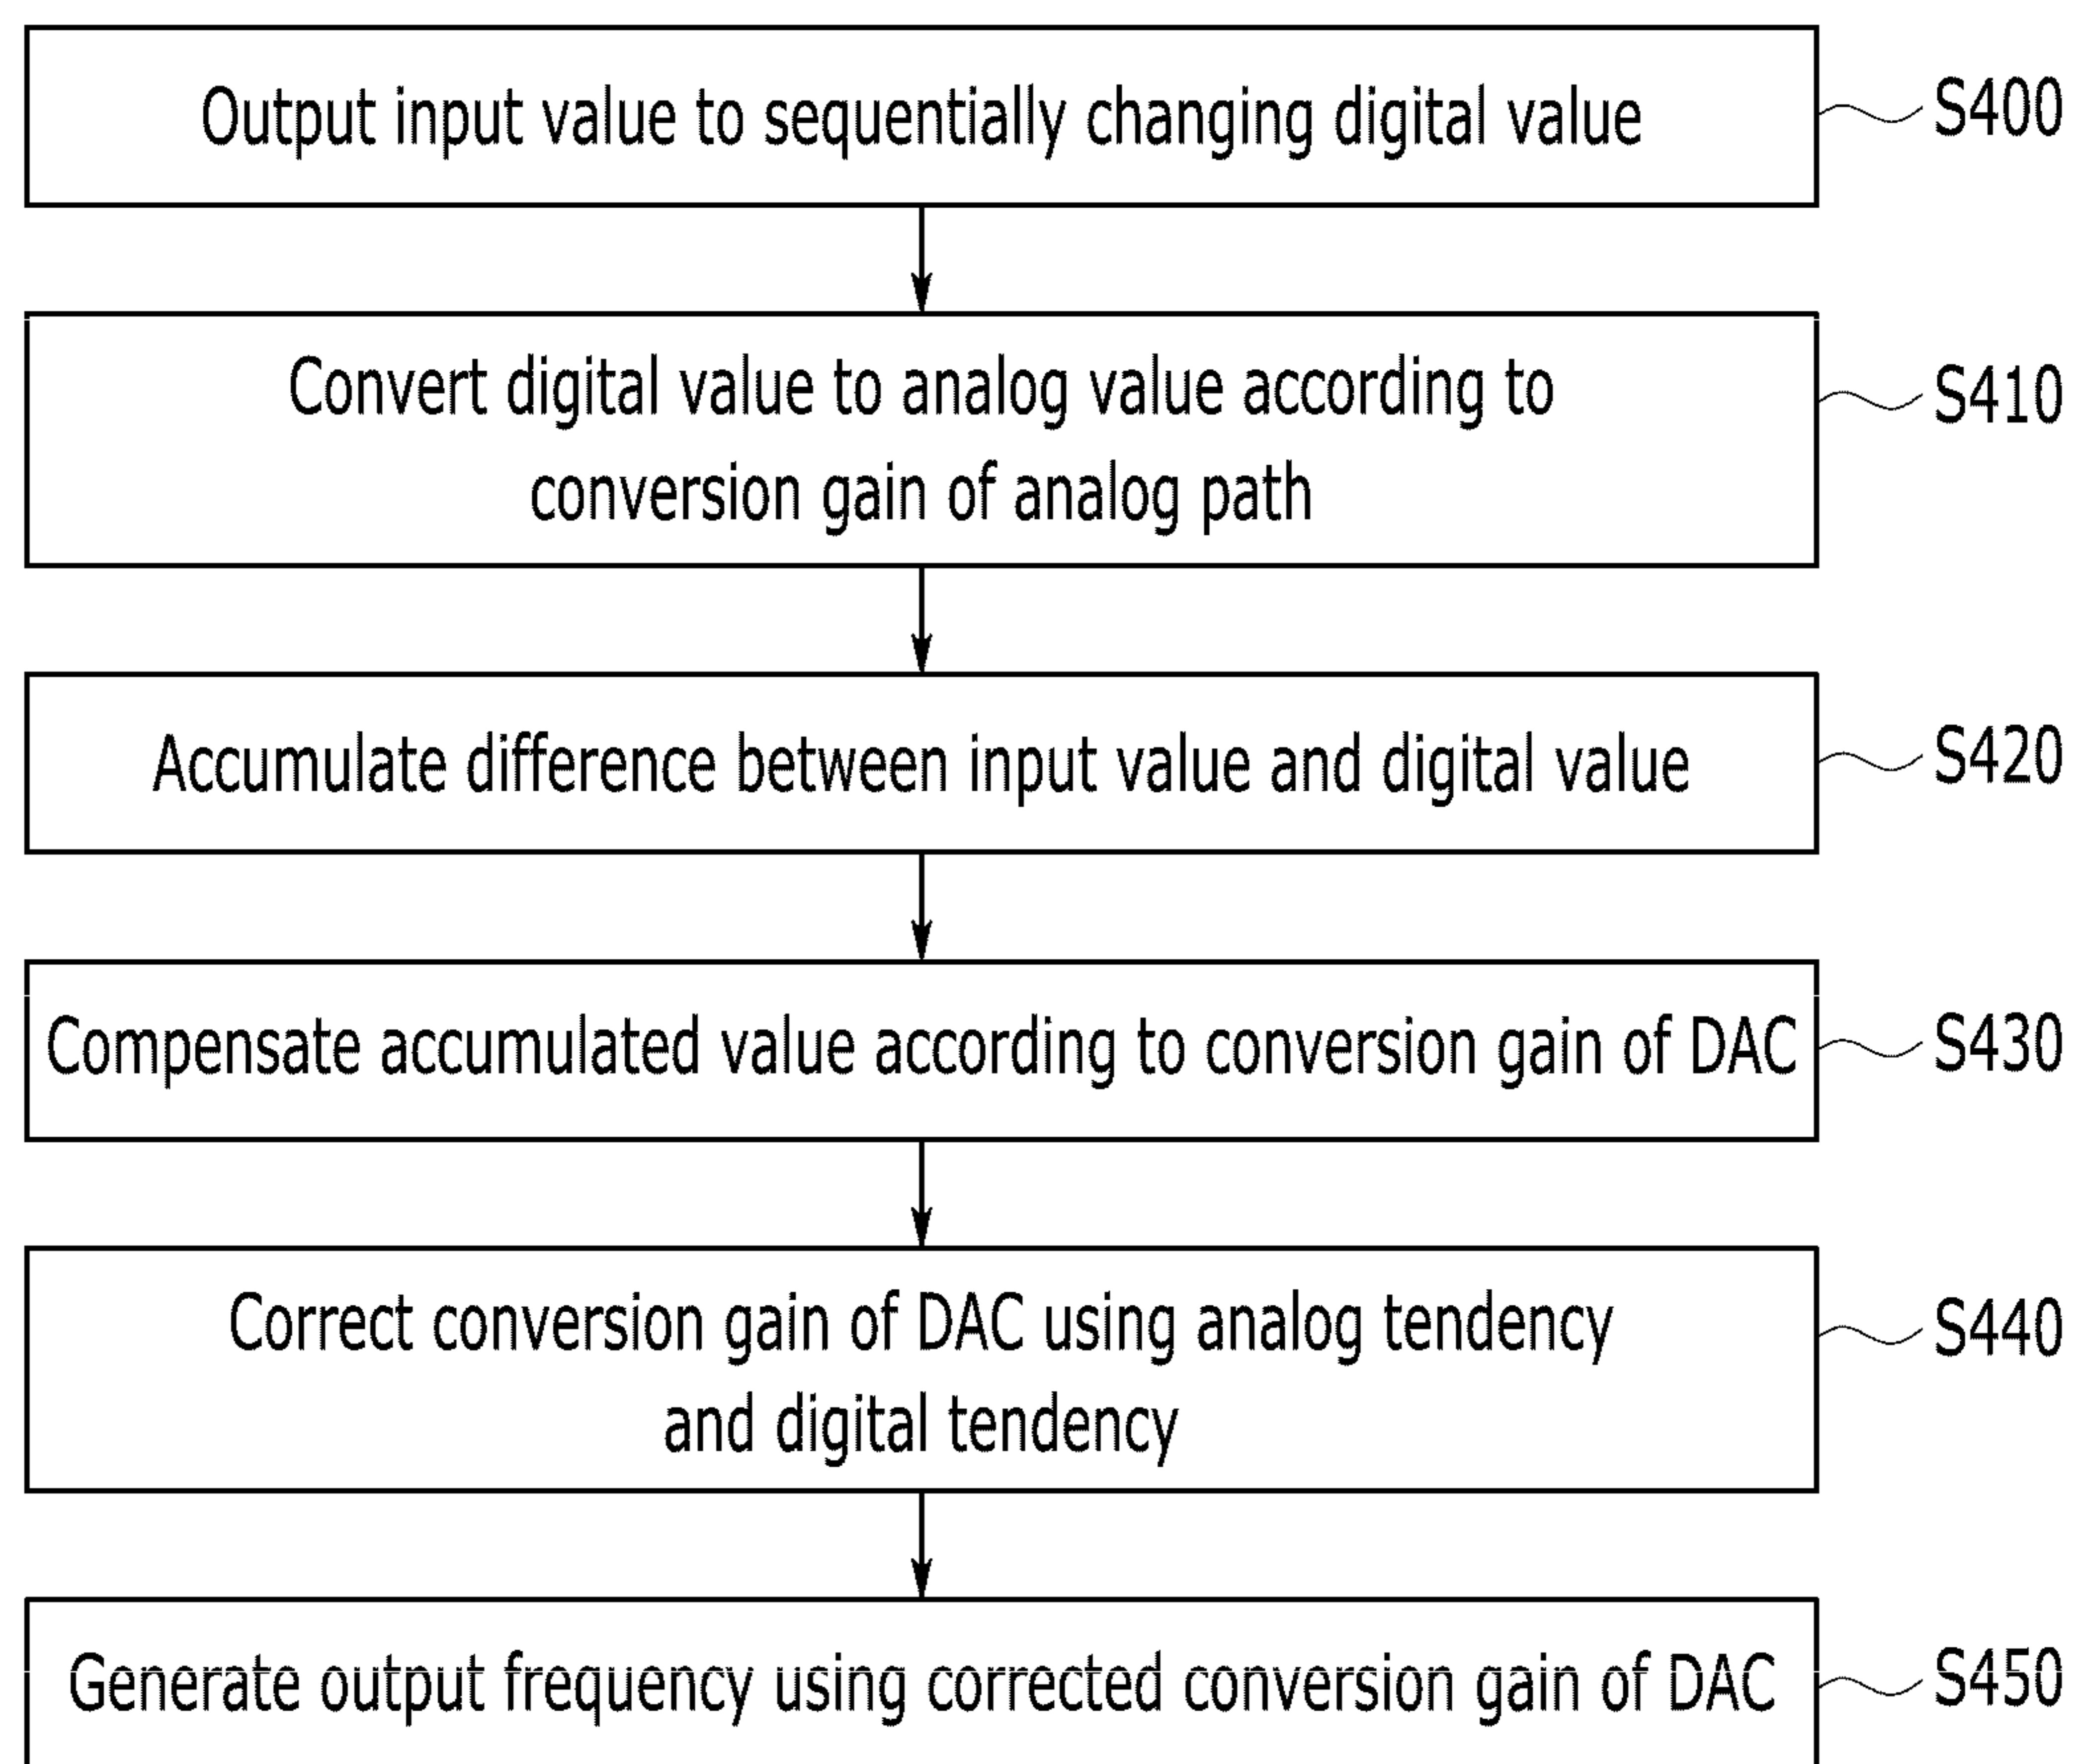 Output input value to sequentially changing digital value
S400
Convert digital value to analog value according to
conversion gain of analog path
S410
Accumulate difference between input value and digital value
S420
Compensate accumulated value according to conversion gain of DAC
S430
Correct conversion gain of DAC using analog tendency
and digital tendency
S440
Generate output frequency using corrected conversion gain of DAC
S450